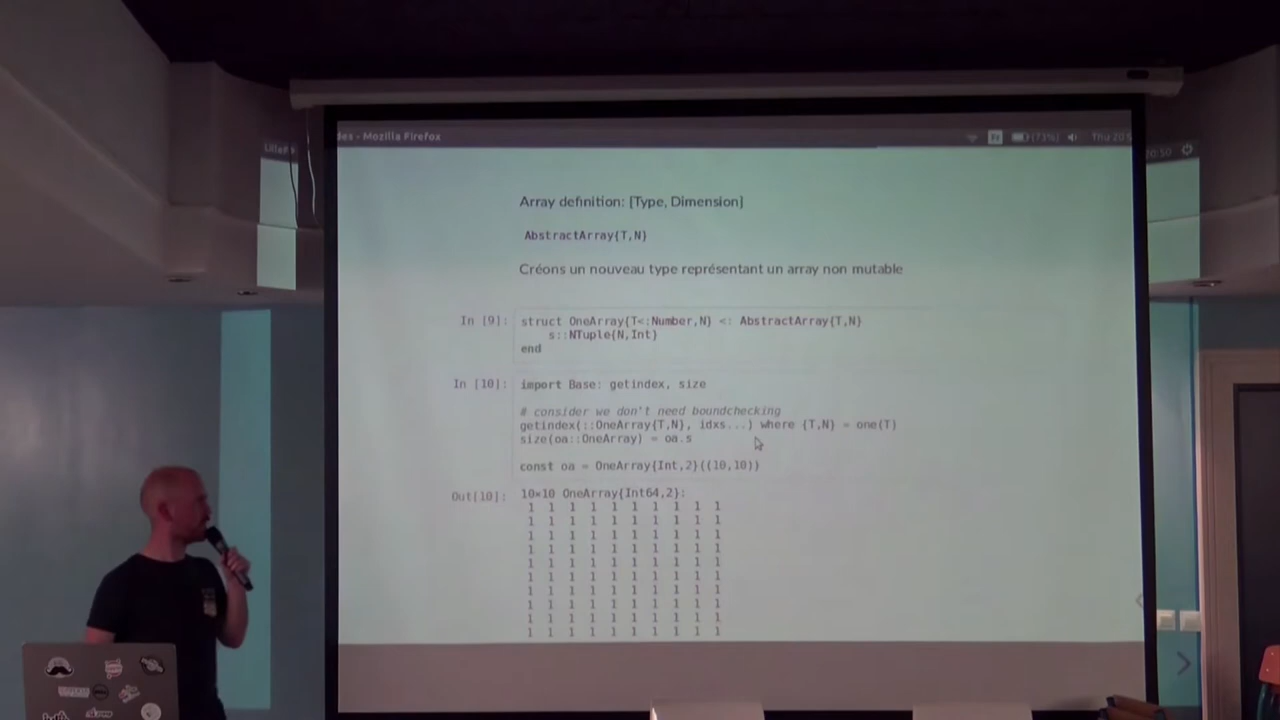 des - Mozilla Firefox
(73%)
Array definition: [Type, Dimension]
AbstractArray{T,N}
Créons un nouveau type représentant un array non mutable
In [9]:
struct OneArray{T<:Number,N} <: AbstractArray{T,N}
s::NTuple{N,Int}
end
In [10]:
import Base: getindex, size
# consider we don't need boundchecking
getindex(::OneArray{T,N}, idxs...) where {T,N} = one(T)
size(oa::OneArray) = oa.s
const oa = OneArray{Int,2}((10,10))
Out[10]:
10×10 OneArray{Int64,2}:
1 1 1 1 1 1 1 1 1 1
1 1 1 1 1 1 1 1 1 1
1 1 1 1 1 1 1 1 1 1
1 1 1 1 1 1 1 1 1 1
1 1 1 1 1 1 1 1 1 1
1 1 1 1 1 1 1 1 1 1
1 1 1 1 1 1 1 1 1 1
1 1 1 1 1 1 1 1 1 1
1 1 1 1 1 1 1 1 1 1
1 1 1 1 1 1 1 1 1 1